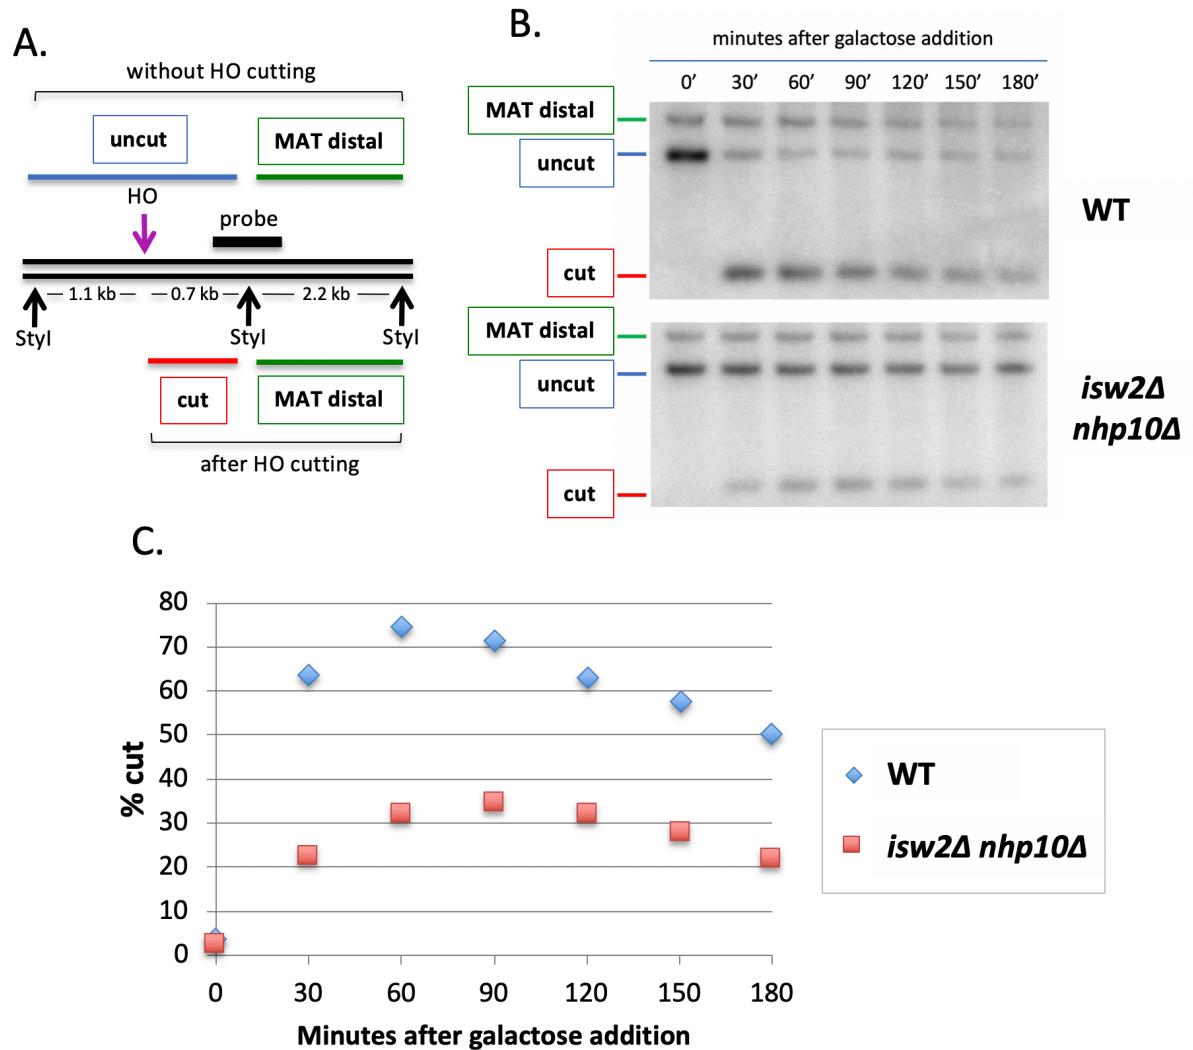 A.
without HO cutting
uncut
MAT distal
HO
probe
1.1 kb
0.7 kb
2.2 kb
StyI
StyI
StyI
cut
MAT distal
after HO cutting
B.
minutes after galactose addition
0’ 30’ 60’ 90’ 120’ 150’ 180’
MAT distal
uncut
cut
WT
MAT distal
uncut
cut
isw2Δ
nhp10Δ
C.
80
70
60
50
40
30
20
10
0
% cut
0 30 60 90 120 150 180
Minutes after galactose addition
WT
isw2Δ nhp10Δ